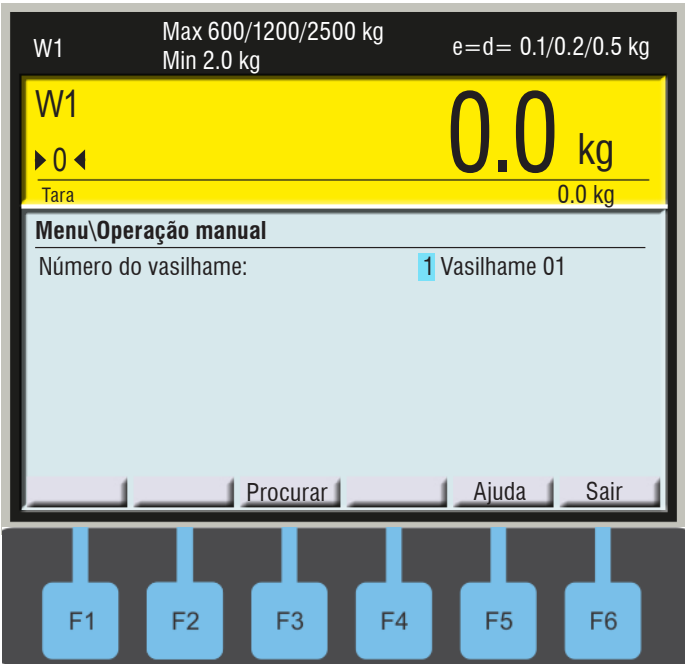 W1 Max 600/1200/2500 kg e=d= 0.1/0.2/0.5 kg
Min 2.0 kg
W1
0.0 kg
▶0◀
Tara 0.0 kg
Menu\Operação manual
Número do vasilhame: 1 Vasilhame 01
Procurar Ajuda Sair
F1 F2 F3 F4 F5 F6